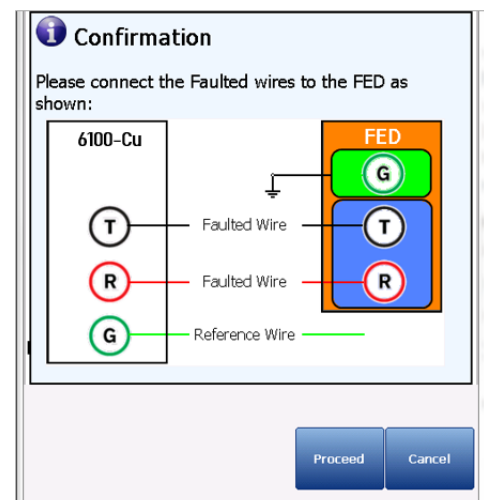 Confirmation
Please connect the Faulted wires to the FED as
shown:
6100-Cu
FED
G
T Faulted Wire T
R Faulted Wire R
G Reference Wire
Proceed Cancel